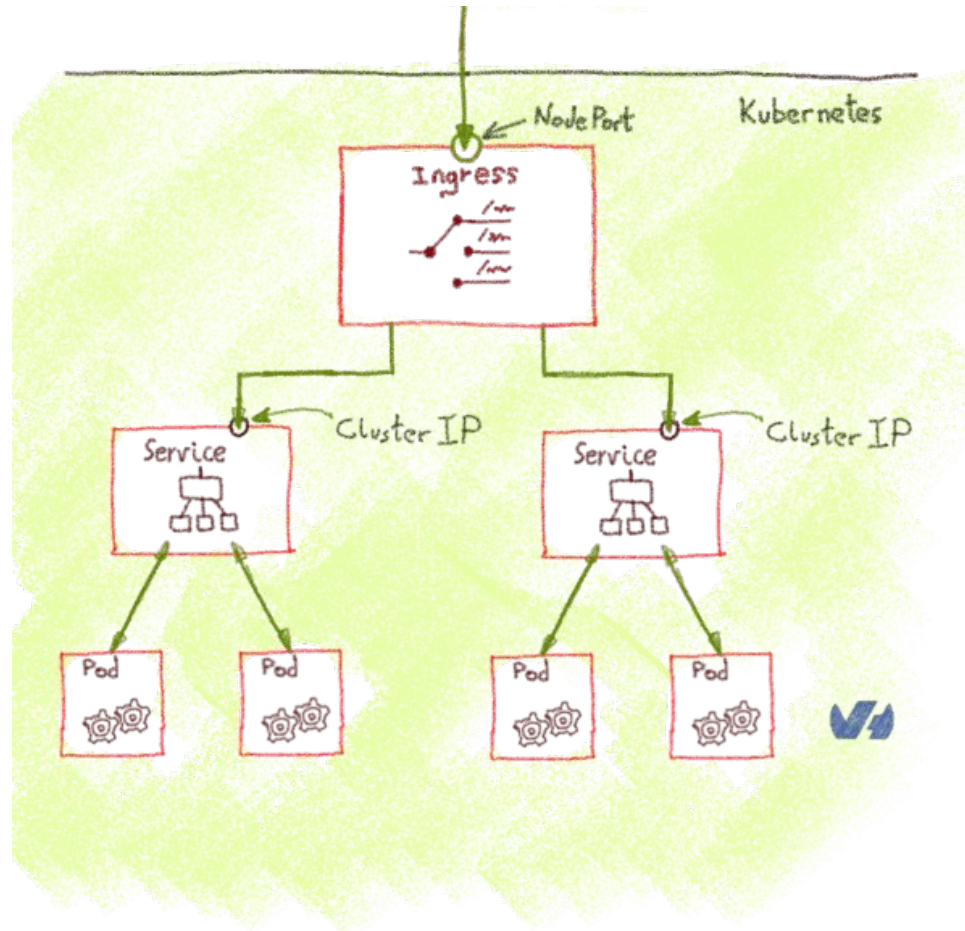 Kubernetes
NodePort
Ingress
Cluster IP
Cluster IP
Service
Service
Pod
Pod
Pod
Pod